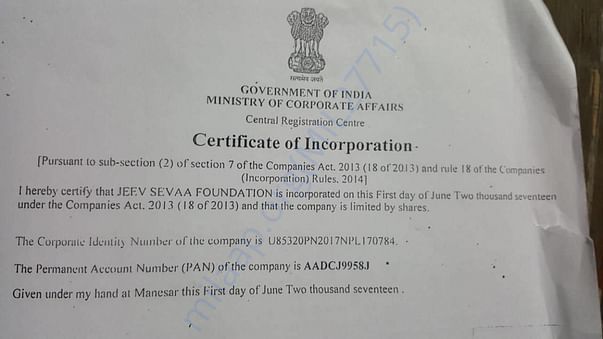 सत्यमेव जयते
GOVERNMENT OF INDIA
MINISTRY OF CORPORATE AFFAIRS
Central Registration Centre
Certificate of Incorporation
[Pursuant to sub-section (2) of section 7 of the Companies Act, 2013 (18 of 2013) and rule 18 of the Companies
(Incorporation) Rules, 2014]
I hereby certify that JEEV SEVAA FOUNDATION is incorporated on this First day of June Two thousand seventeen
under the Companies Act, 2013 (18 of 2013) and that the company is limited by shares.
The Corporate Identity Number of the company is U85320PN2017NPL170784.
The Permanent Account Number (PAN) of the company is AADCJ9958J
Given under my hand at Manesar this First day of June Two thousand seventeen .